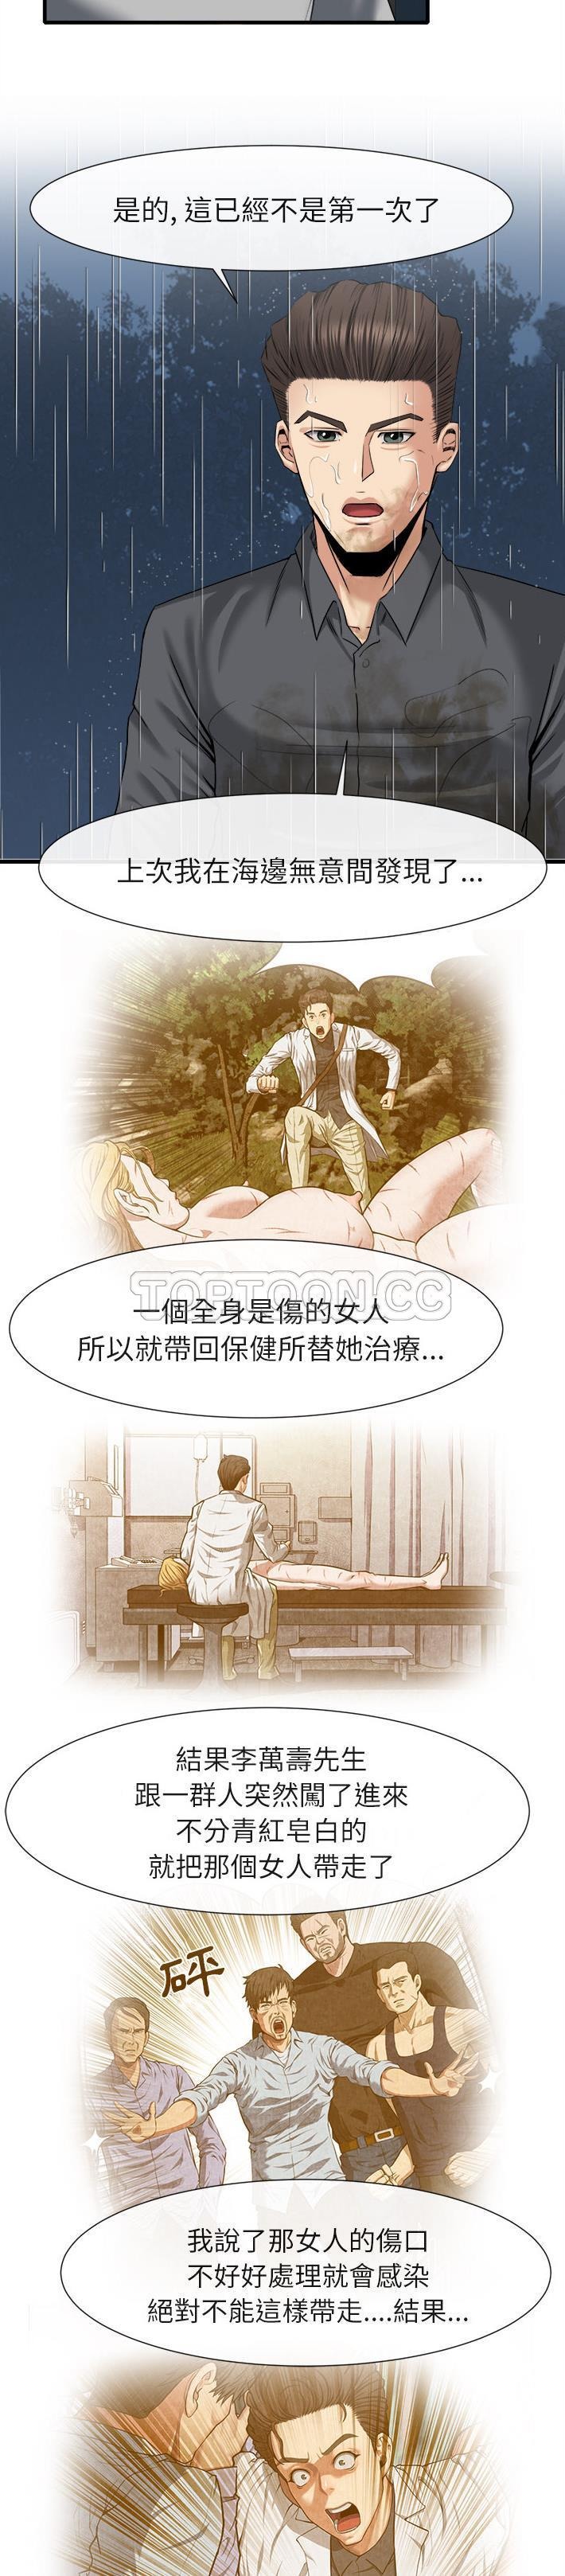 是的, 這已經不是第一次了
上次我在海邊無意間發現了...
TOPTOON.CC
一個全身是傷的女人
所以就帶回保健所替她治療...
結果李萬壽先生
跟一群人突然闖了進來
不分青紅皂白的
就把那個女人帶走了
砰
我說了那女人的傷口
不好好處理就會感染
絕對不能這樣帶走....結果...